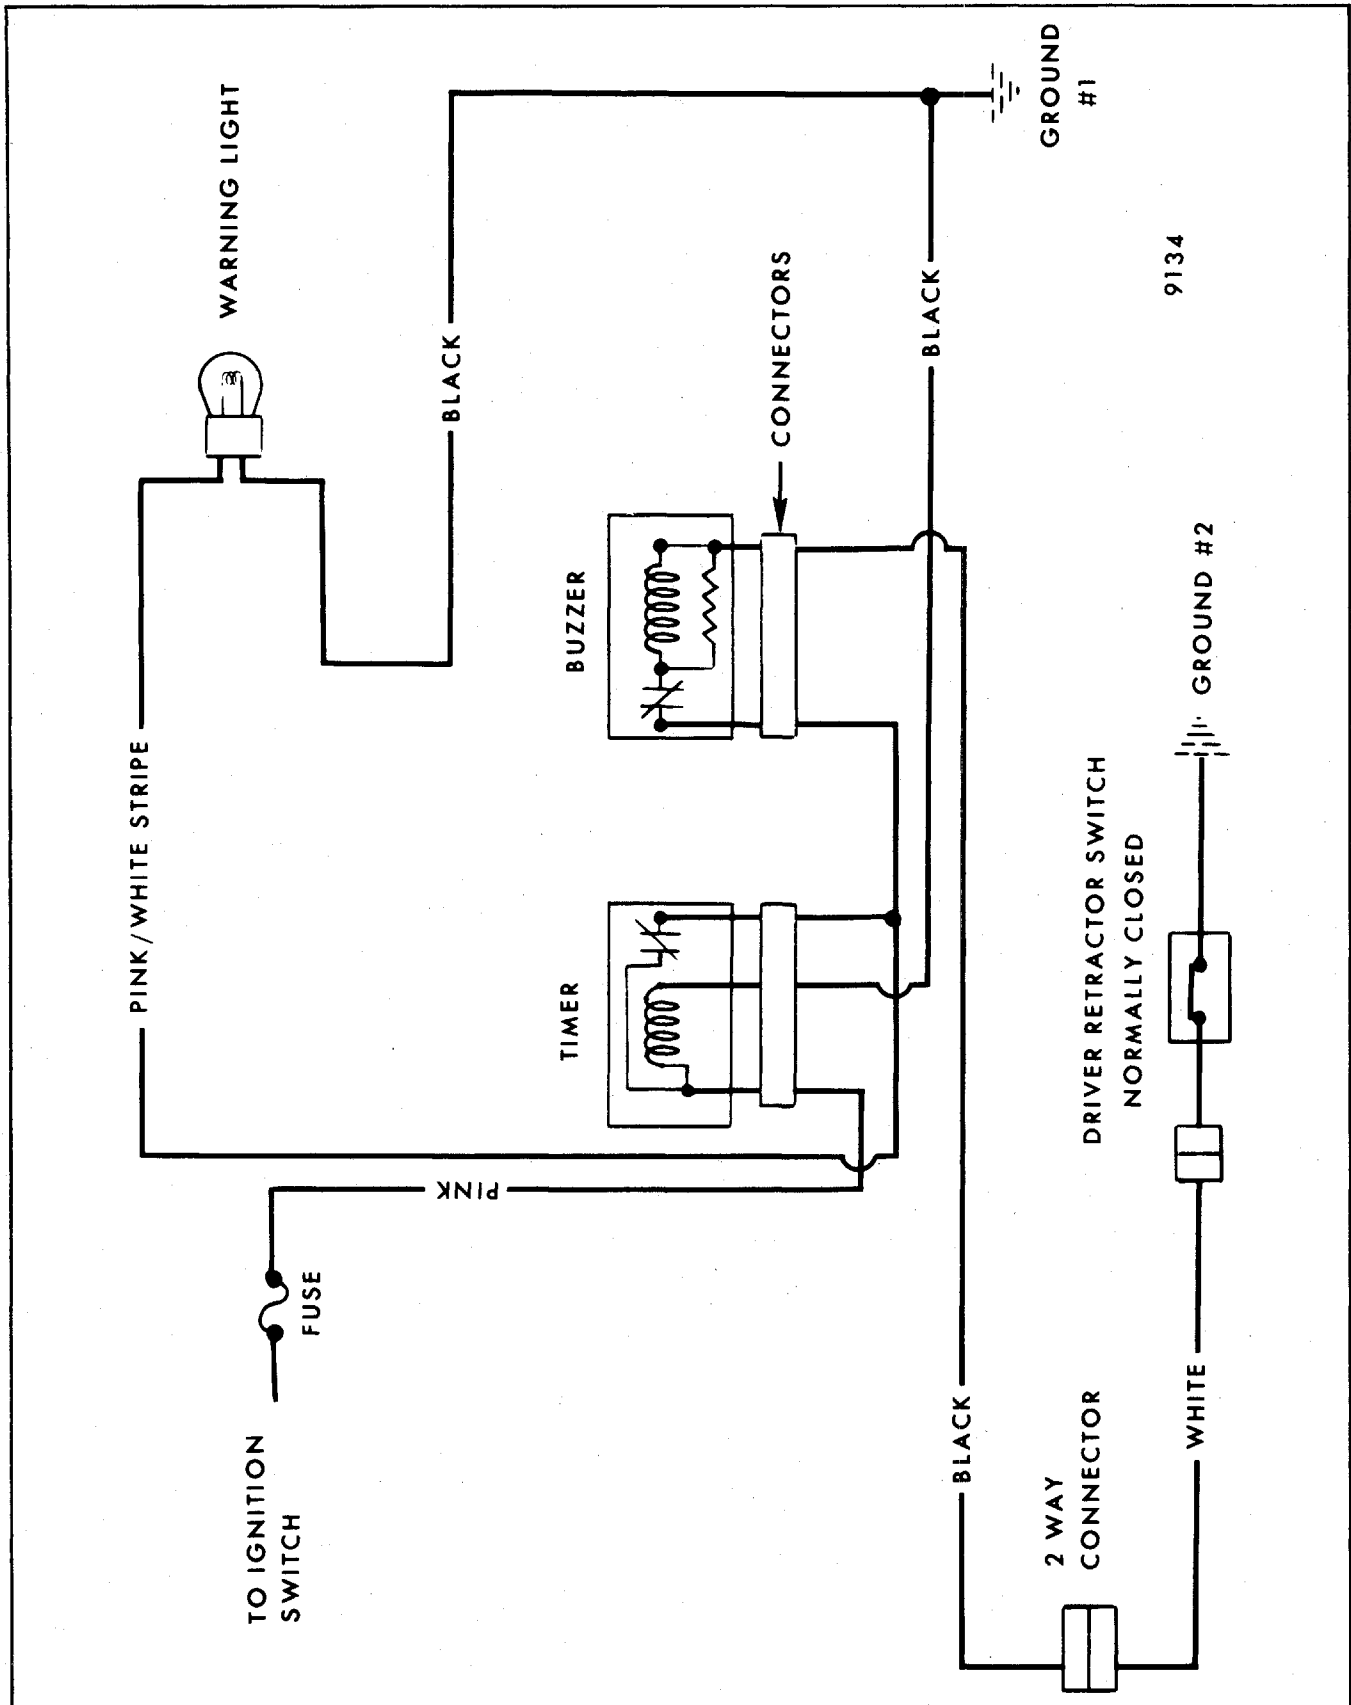 TO IGNITION
SWITCH
FUSE
PINK
PINK/WHITE STRIPE
WARNING LIGHT
BLACK
TIMER
BUZZER
CONNECTORS
BLACK
GROUND
#1
BLACK
2 WAY
CONNECTOR
WHITE
DRIVER RETRACTOR SWITCH
NORMALLY CLOSED
GROUND #2
9134